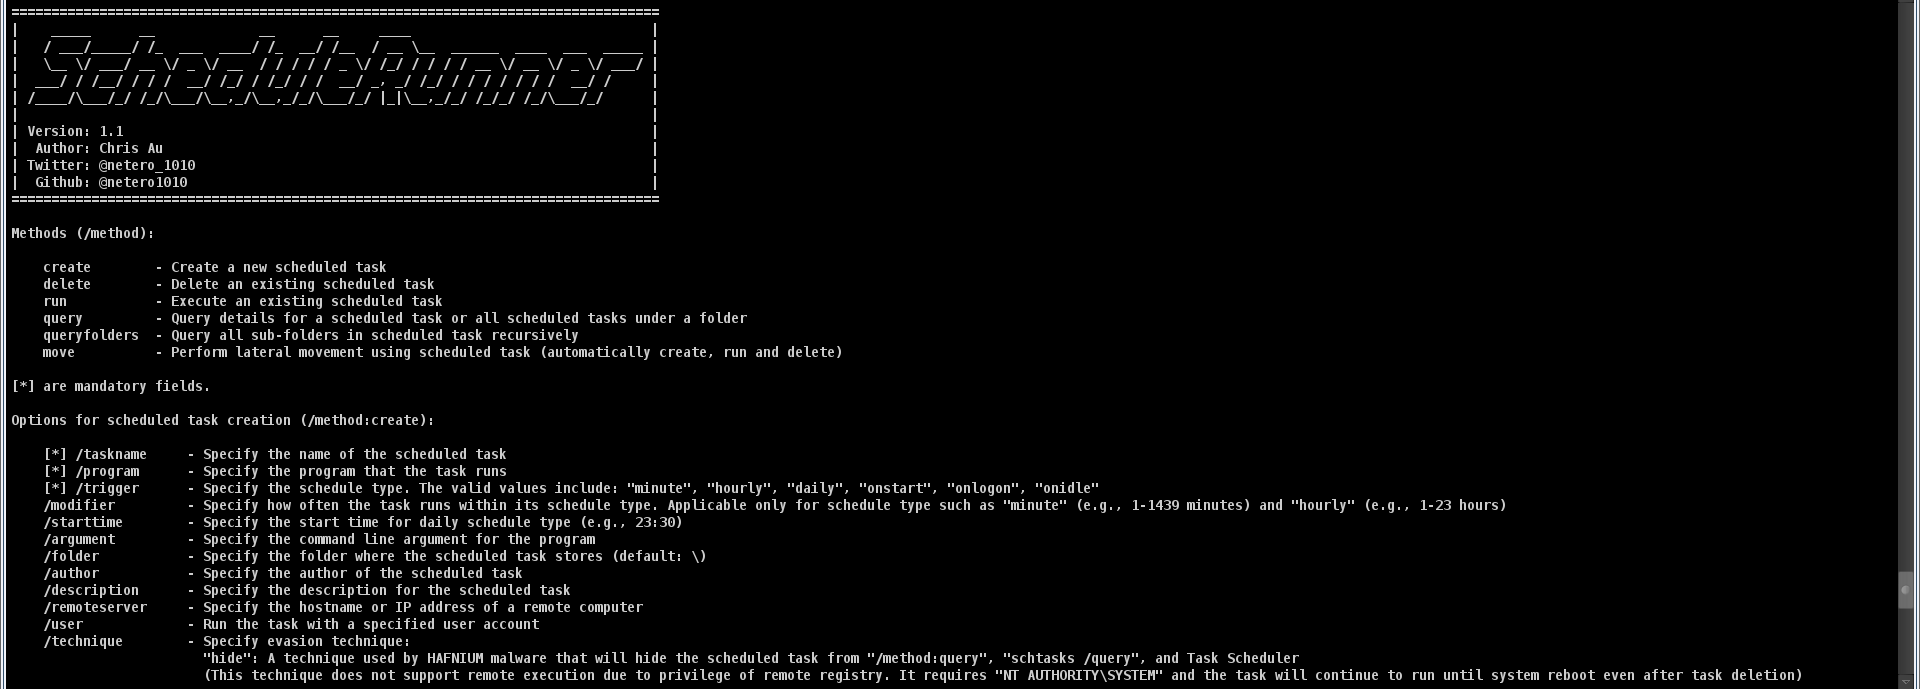 ScheduleRunner
Version: 1.1
Author: Chris Au
Twitter: @netero_1010
Github: @netero1010
Methods (/method):
create - Create a new scheduled task
delete - Delete an existing scheduled task
run - Execute an existing scheduled task
query - Query details for a scheduled task or all scheduled tasks under a folder
queryfolders - Query all sub-folders in scheduled task recursively
move - Perform lateral movement using scheduled task (automatically create, run and delete)
[*] are mandatory fields.
Options for scheduled task creation (/method:create):
[*] /taskname - Specify the name of the scheduled task
[*] /program - Specify the program that the task runs
[*] /trigger - Specify the schedule type. The valid values include: "minute", "hourly", "daily", "onstart", "onlogon", "onidle"
/modifier - Specify how often the task runs within its schedule type. Applicable only for schedule type such as "minute" (e.g., 1-1439 minutes) and "hourly" (e.g., 1-23 hours)
/starttime - Specify the start time for daily schedule type (e.g., 23:30)
/argument - Specify the command line argument for the program
/folder - Specify the folder where the scheduled task stores (default: \)
/author - Specify the author of the scheduled task
/description - Specify the description for the scheduled task
/remoteserver - Specify the hostname or IP address of a remote computer
/user - Run the task with a specified user account
/technique - Specify evasion technique:
"hide": A technique used by HAFNIUM malware that will hide the scheduled task from "/method:query", "schtasks /query", and Task Scheduler
(This technique does not support remote execution due to privilege of remote registry. It requires "NT AUTHORITY\SYSTEM" and the task will continue to run until system reboot even after task deletion)